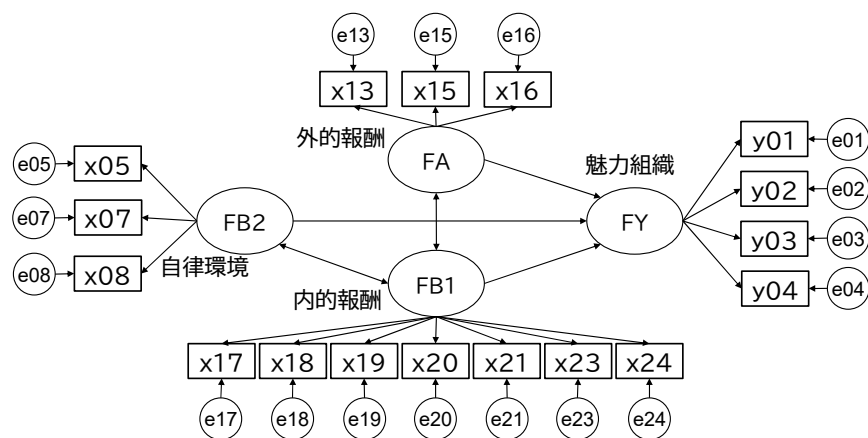 e13 e15 e16
x13 x15 x16
外的報酬
FA
魅力組織
e05 x05
e07 x07
e08 x08
FB2
自律環境
FY
y01 e01
y02 e02
y03 e03
y04 e04
内的報酬
FB1
x17 x18 x19 x20 x21 x23 x24
e17 e18 e19 e20 e21 e23 e24